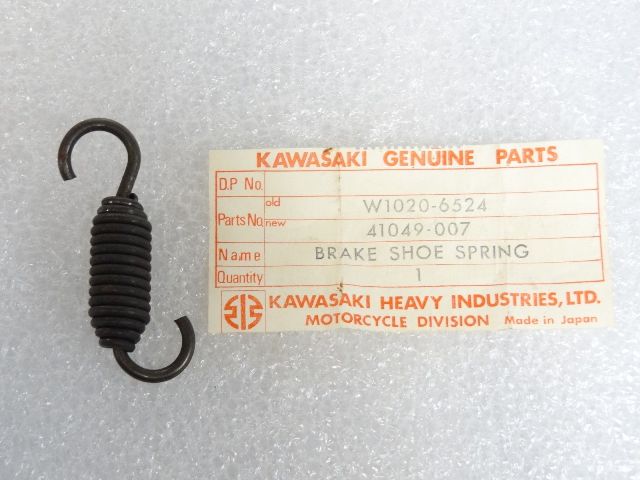 KAWASAKI GENUINE PARTS
D.P No.
Parts No. old W1020-6524
new 41049-007
Name BRAKE SHOE SPRING
Quantity 1
KAWASAKI HEAVY INDUSTRIES, LTD.
MOTORCYCLE DIVISION Made in Japan